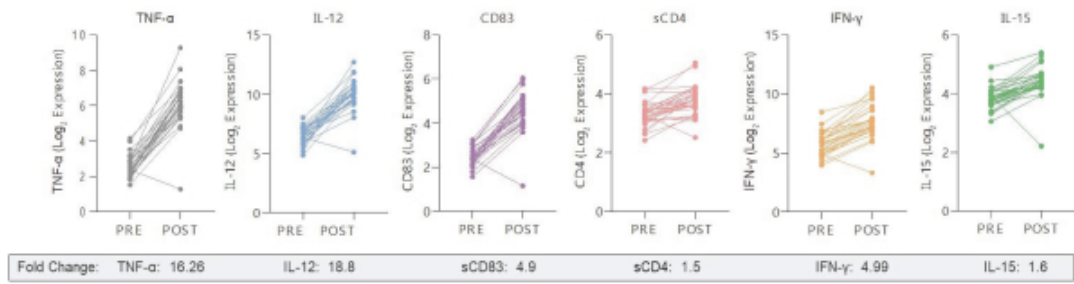 TNF-α
IL-12
CD83
sCD4
IFN-γ
IL-15
TNF-α (Log2 Expression)
10
8
6
4
2
0
PRE POST
IL-12 (Log2 Expression)
15
10
5
0
PRE POST
CD83 (Log2 Expression)
8
6
4
2
0
PRE POST
CD4 (Log2 Expression)
6
4
2
0
PRE POST
IFN-γ (Log2 Expression)
15
10
5
0
PRE POST
IL-15 (Log2 Expression)
6
4
2
0
PRE POST
Fold Change: TNF-α: 16.26 IL-12: 18.8 sCD83: 4.9 sCD4: 1.5 IFN-γ: 4.99 IL-15: 1.6